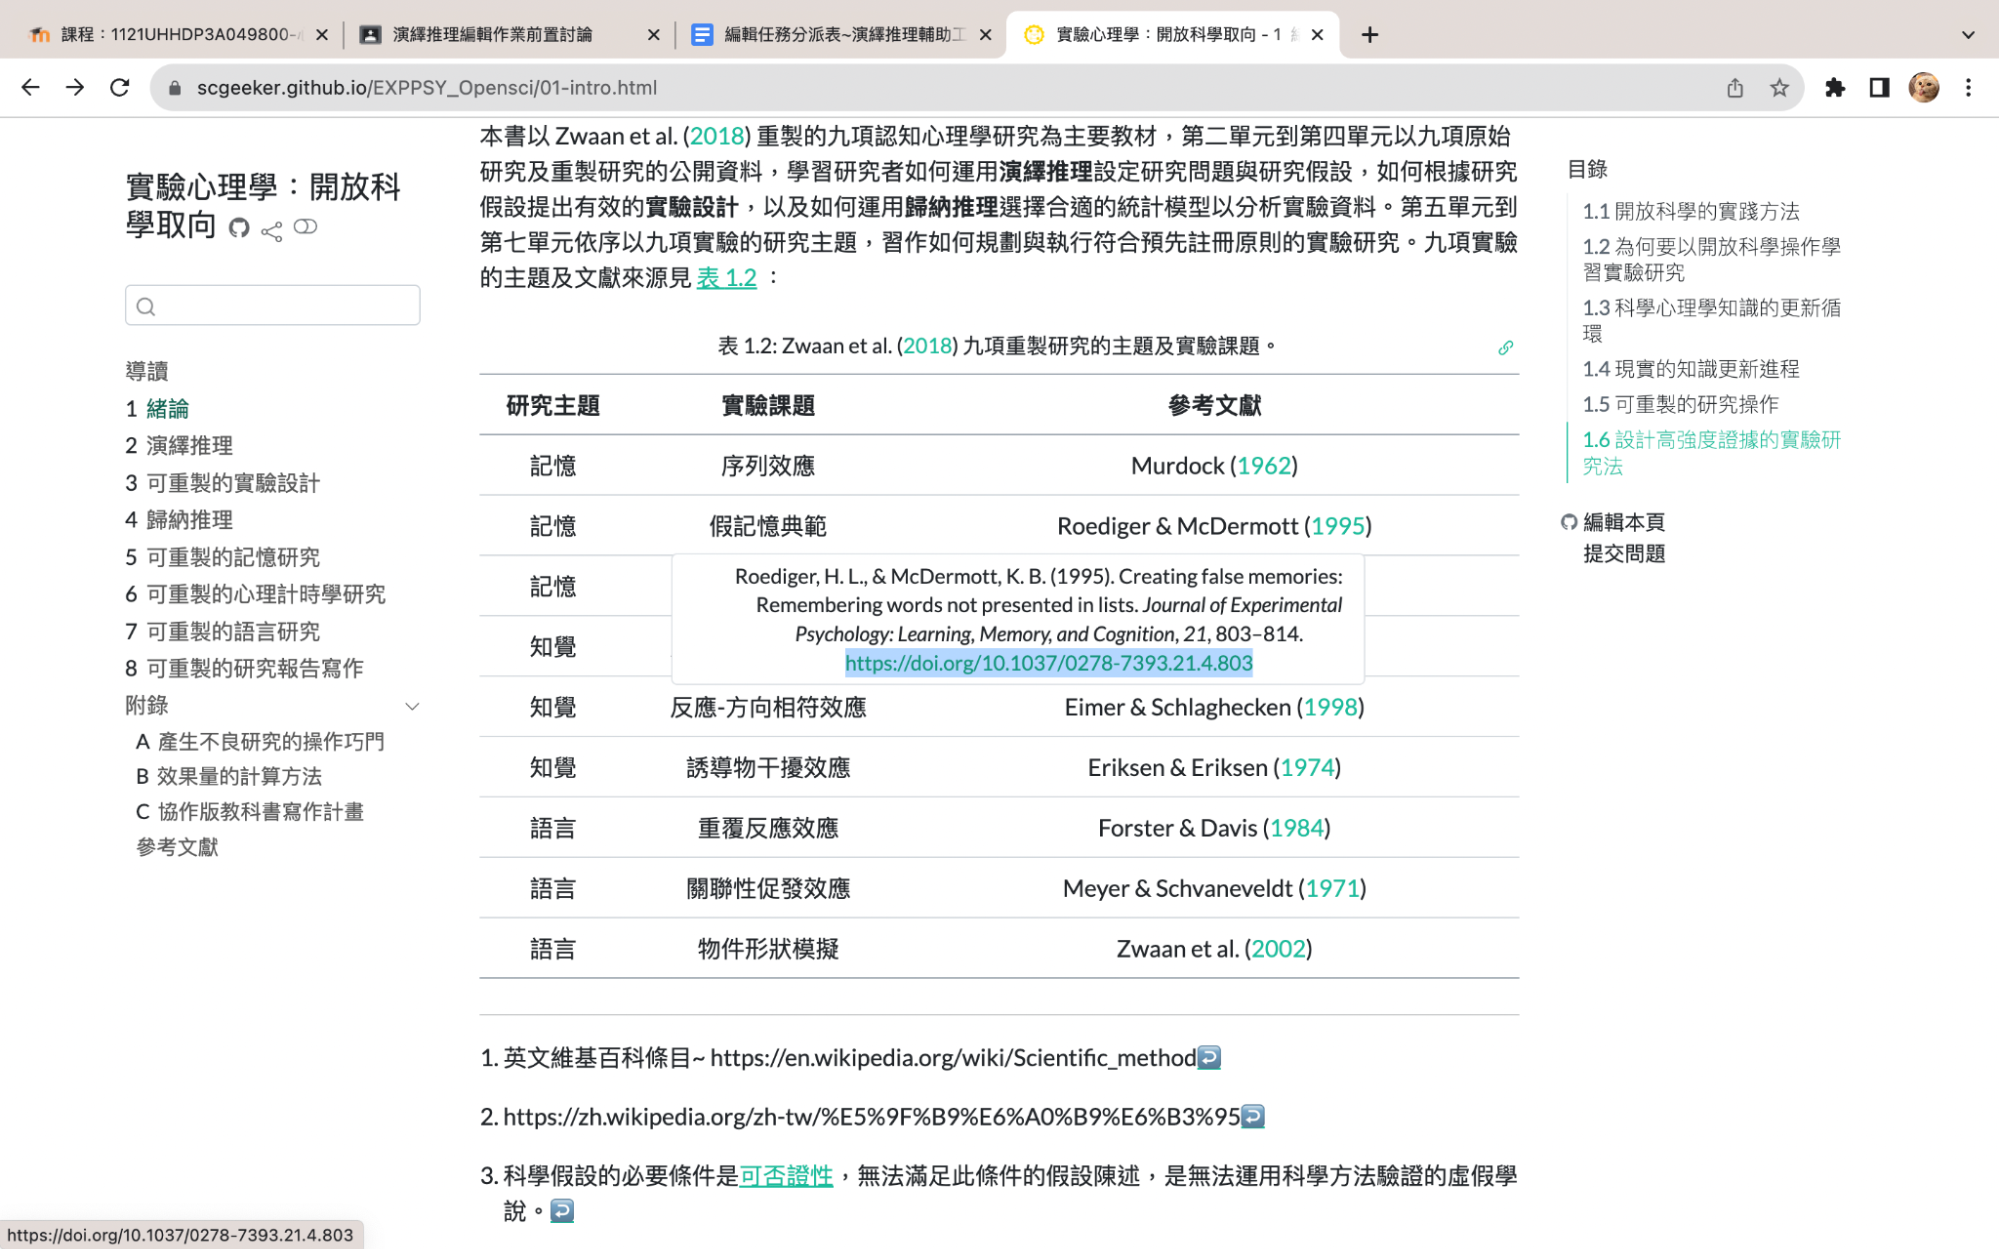 課程：1121UHHDP3A049800-
演繹推理編輯作業前置討論
編輯任務分派表~演繹推理輔助工
實驗心理學：開放科學取向 - 1
scgeeker.github.io/EXPPSY_Opensci/01-intro.html
實驗心理學：開放科
學取向
導讀
1 緒論
2 演繹推理
3 可重製的實驗設計
4 歸納推理
5 可重製的記憶研究
6 可重製的心理計時學研究
7 可重製的語言研究
8 可重製的研究報告寫作
附錄
A 產生不良研究的操作巧門
B 效果量的計算方法
C 協作版教科書寫作計畫
參考文獻
本書以 Zwaan et al. (2018) 重製的九項認知心理學研究為主要教材，第二單元到第四單元以九項原始
研究及重製研究的公開資料，學習研究者如何運用演繹推理設定研究問題與研究假設，如何根據研究
假設提出有效的實驗設計，以及如何運用歸納推理選擇合適的統計模型以分析實驗資料。第五單元到
第七單元依序以九項實驗的研究主題，習作如何規劃與執行符合預先註冊原則的實驗研究。九項實驗
的主題及文獻來源見 表 1.2 ：
表 1.2: Zwaan et al. (2018) 九項重製研究的主題及實驗課題。
研究主題 實驗課題 參考文獻
記憶 序列效應 Murdock (1962)
記憶 假記憶典範 Roediger & McDermott (1995)
記憶
知覺
Roediger, H. L., & McDermott, K. B. (1995). Creating false memories:
Remembering words not presented in lists. Journal of Experimental
Psychology: Learning, Memory, and Cognition, 21, 803–814.
https://doi.org/10.1037/0278-7393.21.4.803
知覺 反應-方向相符效應 Eimer & Schlaghecken (1998)
知覺 誘導物干擾效應 Eriksen & Eriksen (1974)
語言 重覆反應效應 Forster & Davis (1984)
語言 關聯性促發效應 Meyer & Schvaneveldt (1971)
語言 物件形狀模擬 Zwaan et al. (2002)
1. 英文維基百科條目~ https://en.wikipedia.org/wiki/Scientific_method↩
2. https://zh.wikipedia.org/zh-tw/%E5%9F%B9%E6%A0%B9%E6%B3%95↩
3. 科學假設的必要條件是可否證性，無法滿足此條件的假設陳述，是無法運用科學方法驗證的虛假學
說。↩
目錄
1.1 開放科學的實踐方法
1.2 為何要以開放科學操作學
習實驗研究
1.3 科學心理學知識的更新循
環
1.4 現實的知識更新進程
1.5 可重製的研究操作
1.6 設計高強度證據的實驗研
究法
編輯本頁
提交問題
https://doi.org/10.1037/0278-7393.21.4.803